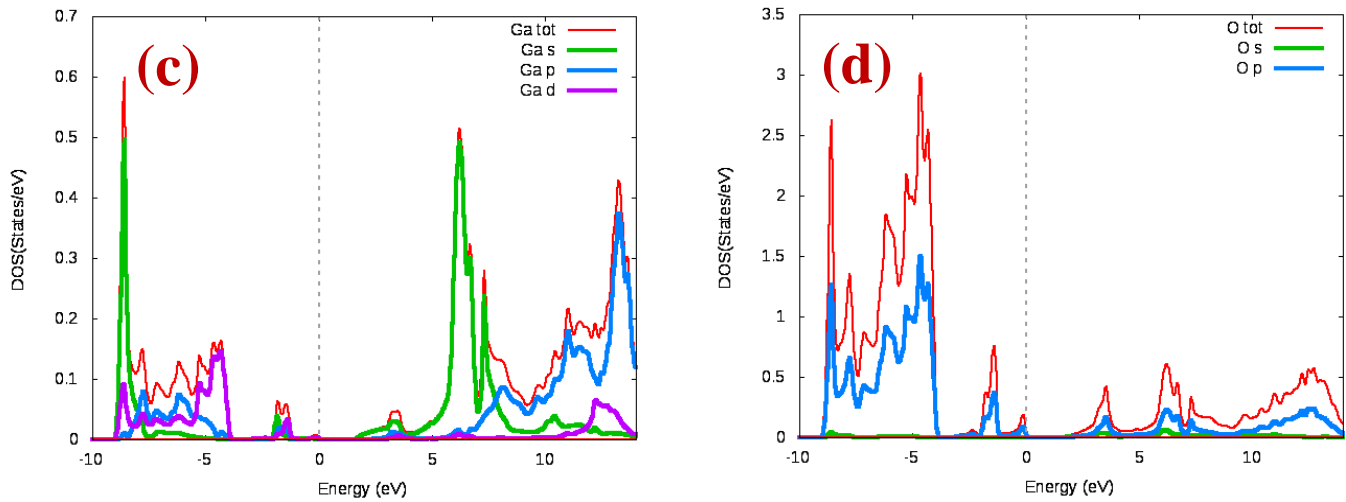 (c)
Ga tot
Ga s
Ga p
Ga d
DOS(States/eV)
0.7
0.6
0.5
0.4
0.3
0.2
0.1
0
-10 -5 0 5 10
Energy (eV)
(d)
O tot
O s
O p
DOS(States/eV)
3.5
3
2.5
2
1.5
1
0.5
0
-10 -5 0 5 10
Energy (eV)